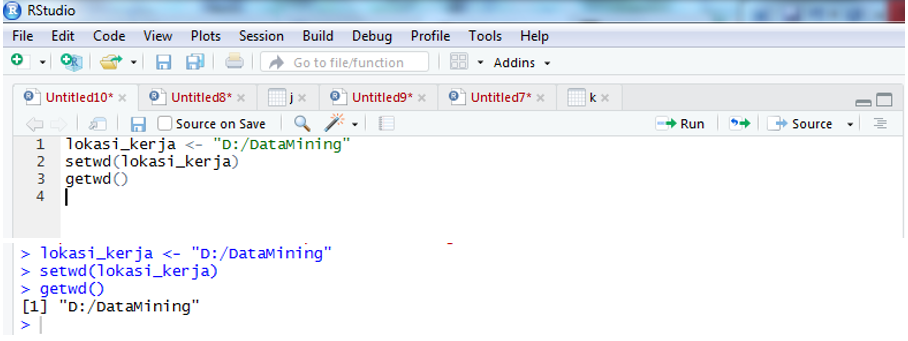 RStudio
File Edit Code View Plots Session Build Debug Profile Tools Help
Go to file/function Addins
Untitled10* Untitled8* j Untitled9* Untitled7* k
Source on Save Run Source
1 lokasi_kerja <- "D:/DataMining"
2 setwd(lokasi_kerja)
3 getwd()
4
> lokasi_kerja <- "D:/DataMining"
> setwd(lokasi_kerja)
> getwd()
[1] "D:/DataMining"
>